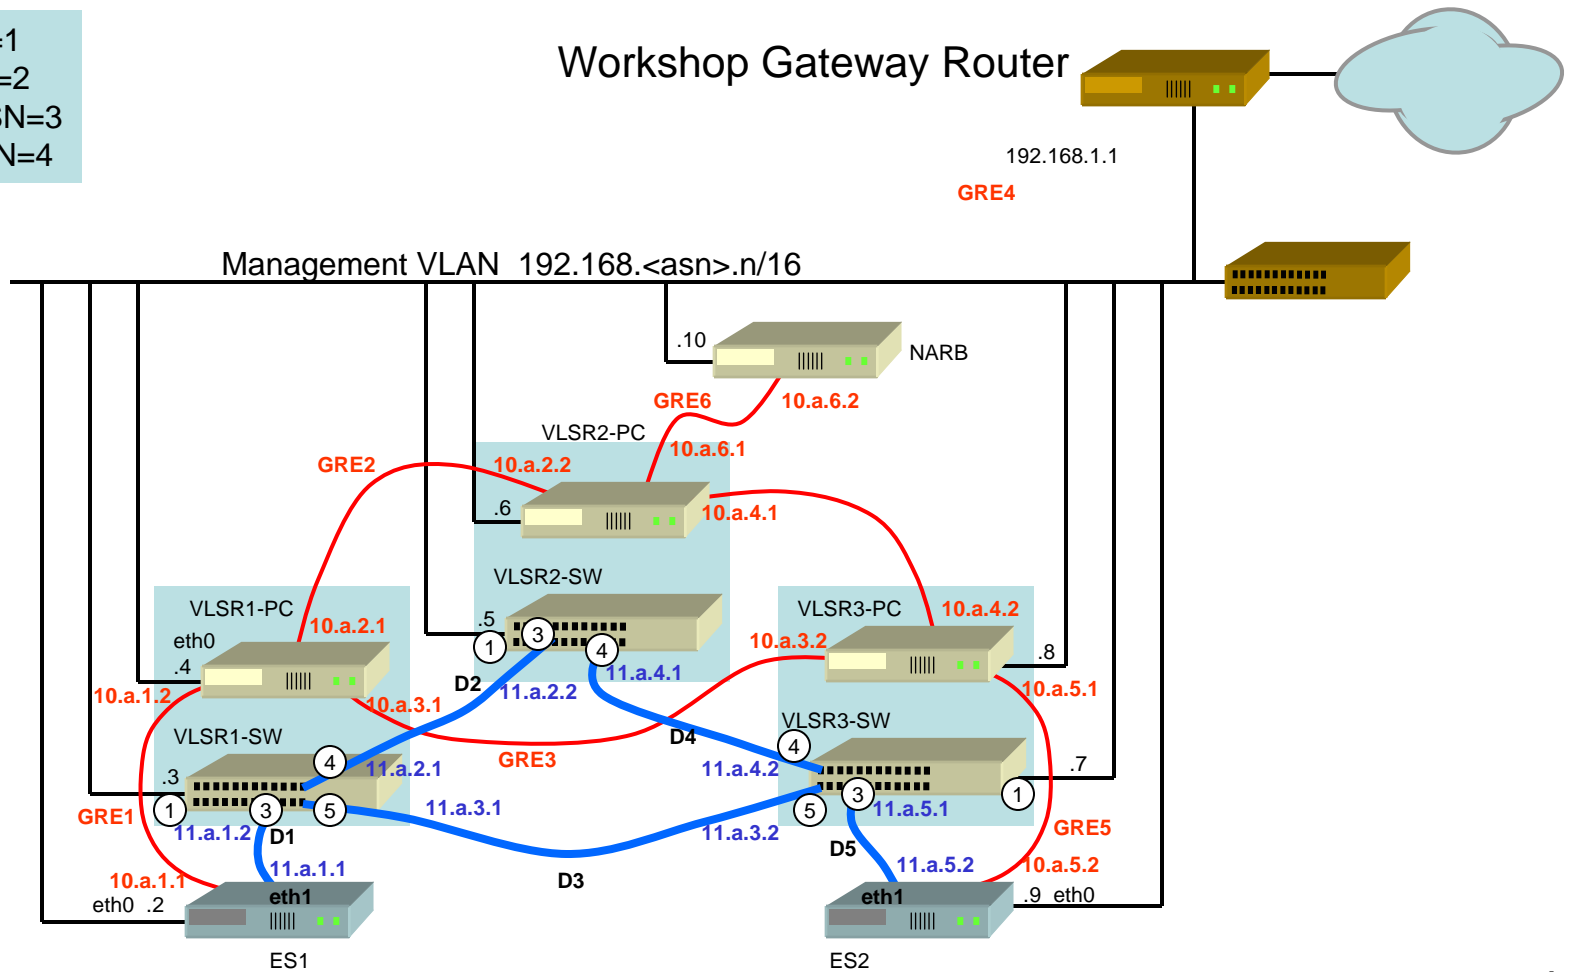 =1
=2
SN=3
N=4
Workshop Gateway Router
192.168.1.1
GRE4
Management VLAN 192.168.<asn>.n/16
.10
NARB
GRE6
10.a.6.2
VLSR2-PC
10.a.6.1
GRE2
10.a.2.2
.6
10.a.4.1
VLSR2-SW
VLSR1-PC
VLSR3-PC
10.a.4.2
10.a.2.1
.5
3
1
4
eth0
10.a.3.2
.8
.4
11.a.4.1
D2
11.a.2.2
10.a.1.2
10.a.3.1
10.a.5.1
VLSR1-SW
VLSR3-SW
D4
4
GRE3
4
.3
11.a.2.1
11.a.4.2
.7
1
3
5
11.a.3.1
5
3
11.a.5.1
1
GRE1
11.a.1.2
D1
11.a.3.2
GRE5
D5
11.a.1.1
11.a.5.2
10.a.5.2
10.a.1.1
D3
eth0 .2
eth1
eth1
.9 eth0
ES1
ES2